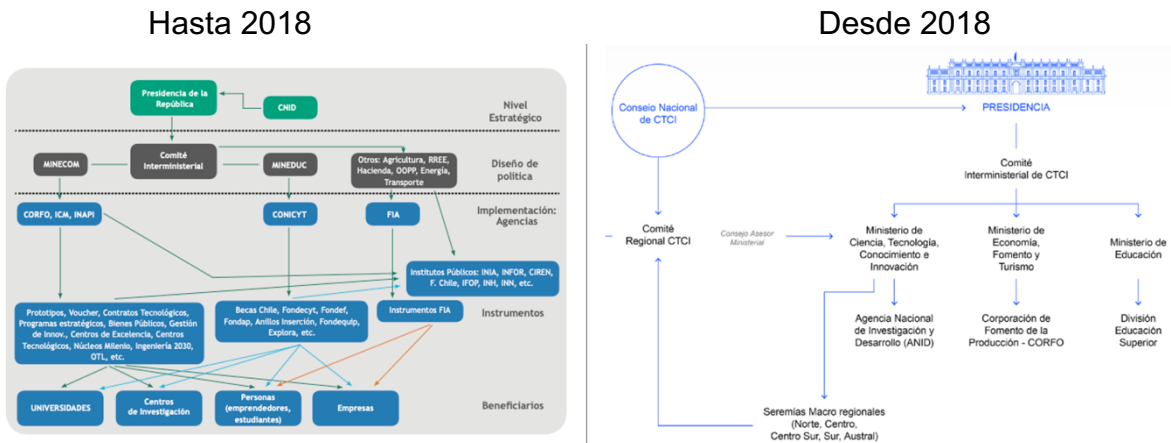 Hasta 2018
Desde 2018
Presidencia de la
República
CNID
Nivel
Estratégico
MINECOM
Comité
Interministerial
MINEDUC
Otros: Agricultura, RREE,
Hacienda, OOPP, Energía,
Transporte
Diseño de
política
CORFO, ICM, INAPI
CONICYT
FIA
Implementación:
Agencias
Institutos Públicos: INIA, INFOR, CIREN,
F. Chile, IFOP, INH, INN, etc.
Prototipos, Voucher, Contratos Tecnológicos,
Programas estratégicos, Bienes Públicos, Gestión
de Innov., Centros de Excelencia, Centros
Tecnológicos, Núcleos Milenio, Ingeniería 2030,
OTL, etc.
Becas Chile, Fondecyt, Fondef,
Fondap, Anillos Inserción, Fondequip,
Explora, etc.
Instrumentos FIA
Instrumentos
UNIVERSIDADES
Centros
de Investigación
Personas
(emprendedores,
estudiantes)
Empresas
Beneficiarios
Consejo Nacional
de CTCI
PRESIDENCIA
Comité
Interministerial de CTCI
Comité
Regional CTCI
Consejo Asesor
Ministerial
Ministerio de
Ciencia, Tecnología,
Conocimiento e
Innovación
Ministerio de
Economía,
Fomento y
Turismo
Ministerio de
Educación
Agencia Nacional
de Investigación y
Desarrollo (ANID)
Corporación de
Fomento de la
Producción - CORFO
División
Educación
Superior
Seremías Macro regionales
(Norte, Centro,
Centro Sur, Sur, Austral)